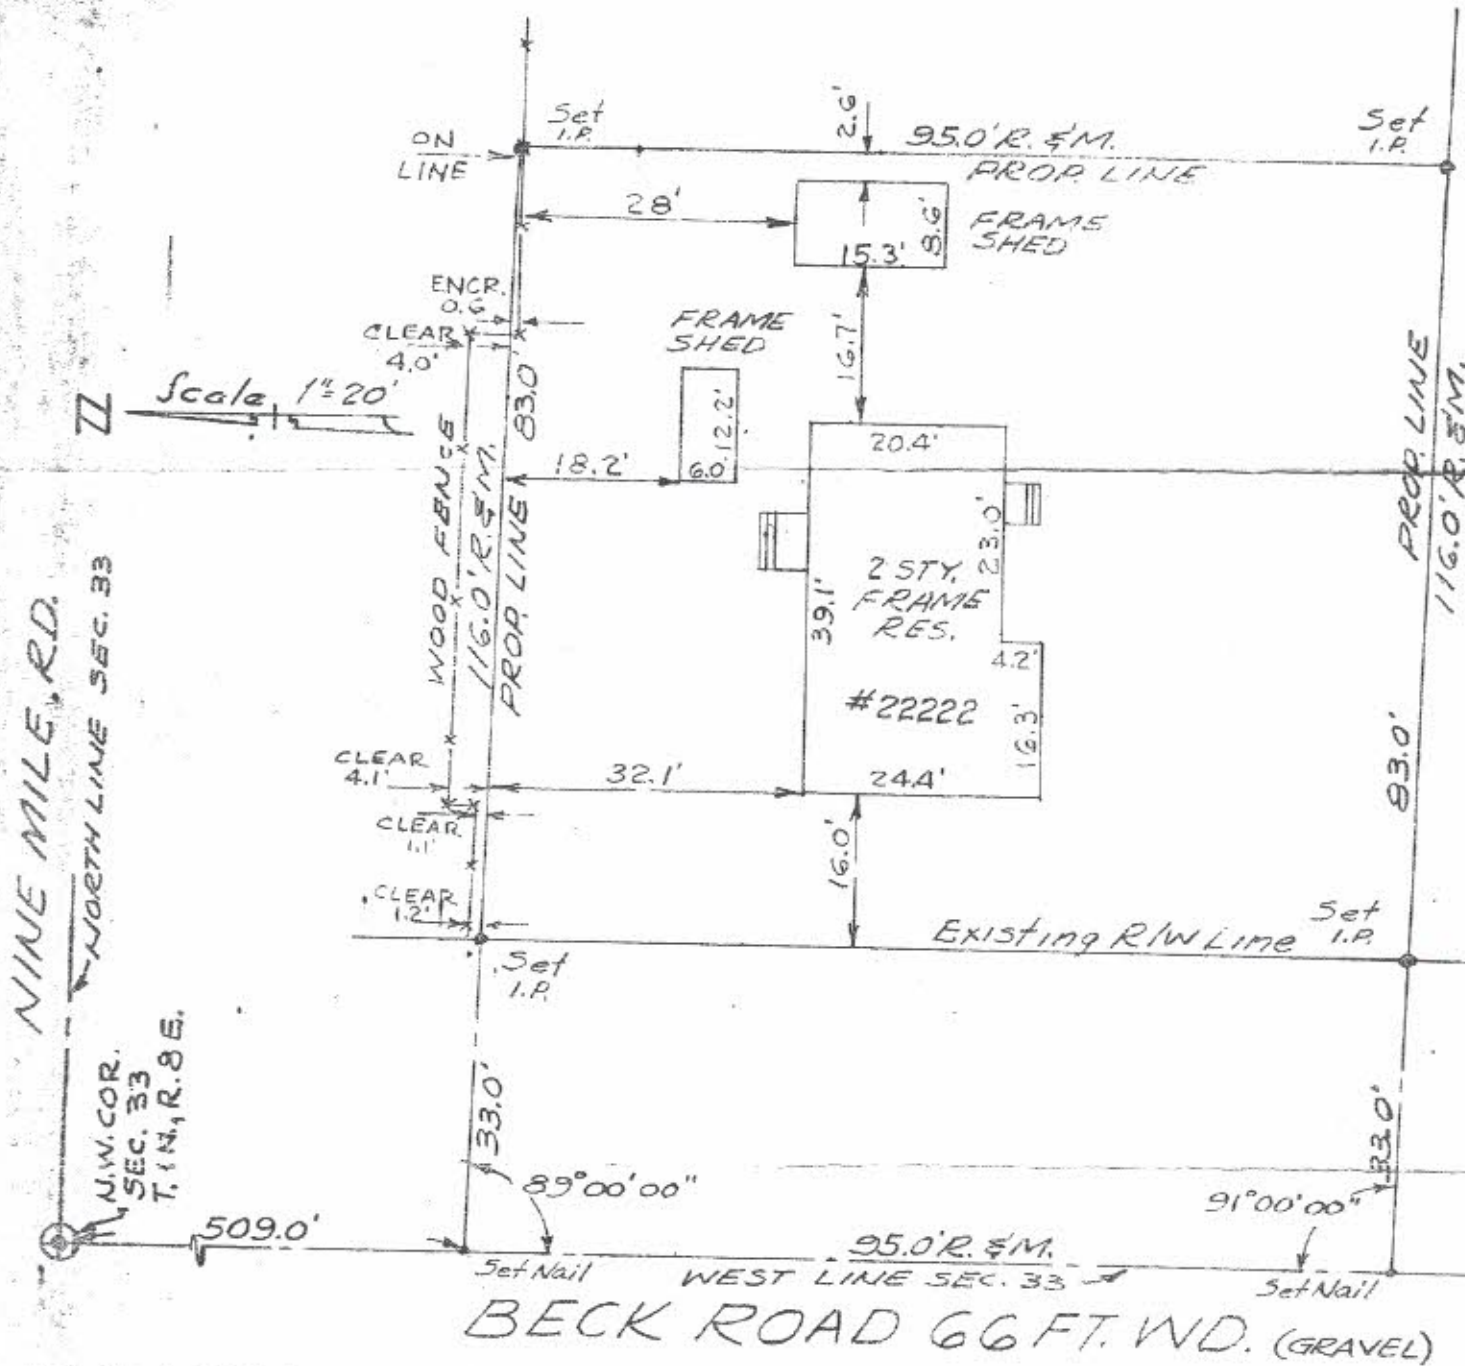 Set
I.P.
ON
LINE
2.6'
95.0' R. & M.
PROP. LINE
Set
I.P.
28'
15.3'
8.6'
FRAME
SHED
ENCR.
0.6
CLEAR
4.0'
FRAME
SHED
16.7'
Scale 1"=20'
N
83.0'
WOOD FENCE
116.0' R. & M.
PROP. LINE
18.2'
6.0'
12.2'
20.4'
PROP. LINE
116.0' R. & M.
23.0'
2 STY.
FRAME
RES.
39.1'
4.2'
#22222
16.3'
NINE MILE RD.
NORTH LINE SEC. 33
CLEAR
4.1'
32.1'
24.4'
83.0'
CLEAR
1.1'
16.0'
CLEAR
1.2'
Existing R/W Line
Set
I.P.
Set
I.P.
N.W. COR.
SEC. 33
T. 1 N., R. 8 E.
33.0'
33.0'
89°00'00"
91°00'00"
509.0'
95.0' R. & M.
Set Nail
WEST LINE SEC. 33
Set Nail
BECK ROAD 66 FT. WD. (GRAVEL)